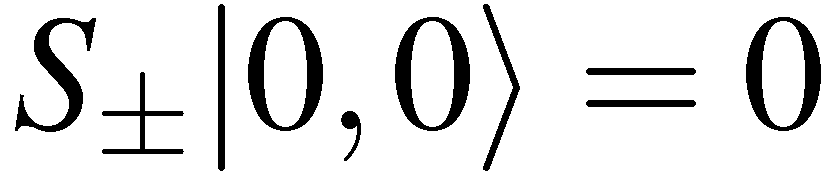 S±|0, 0⟩ = 0